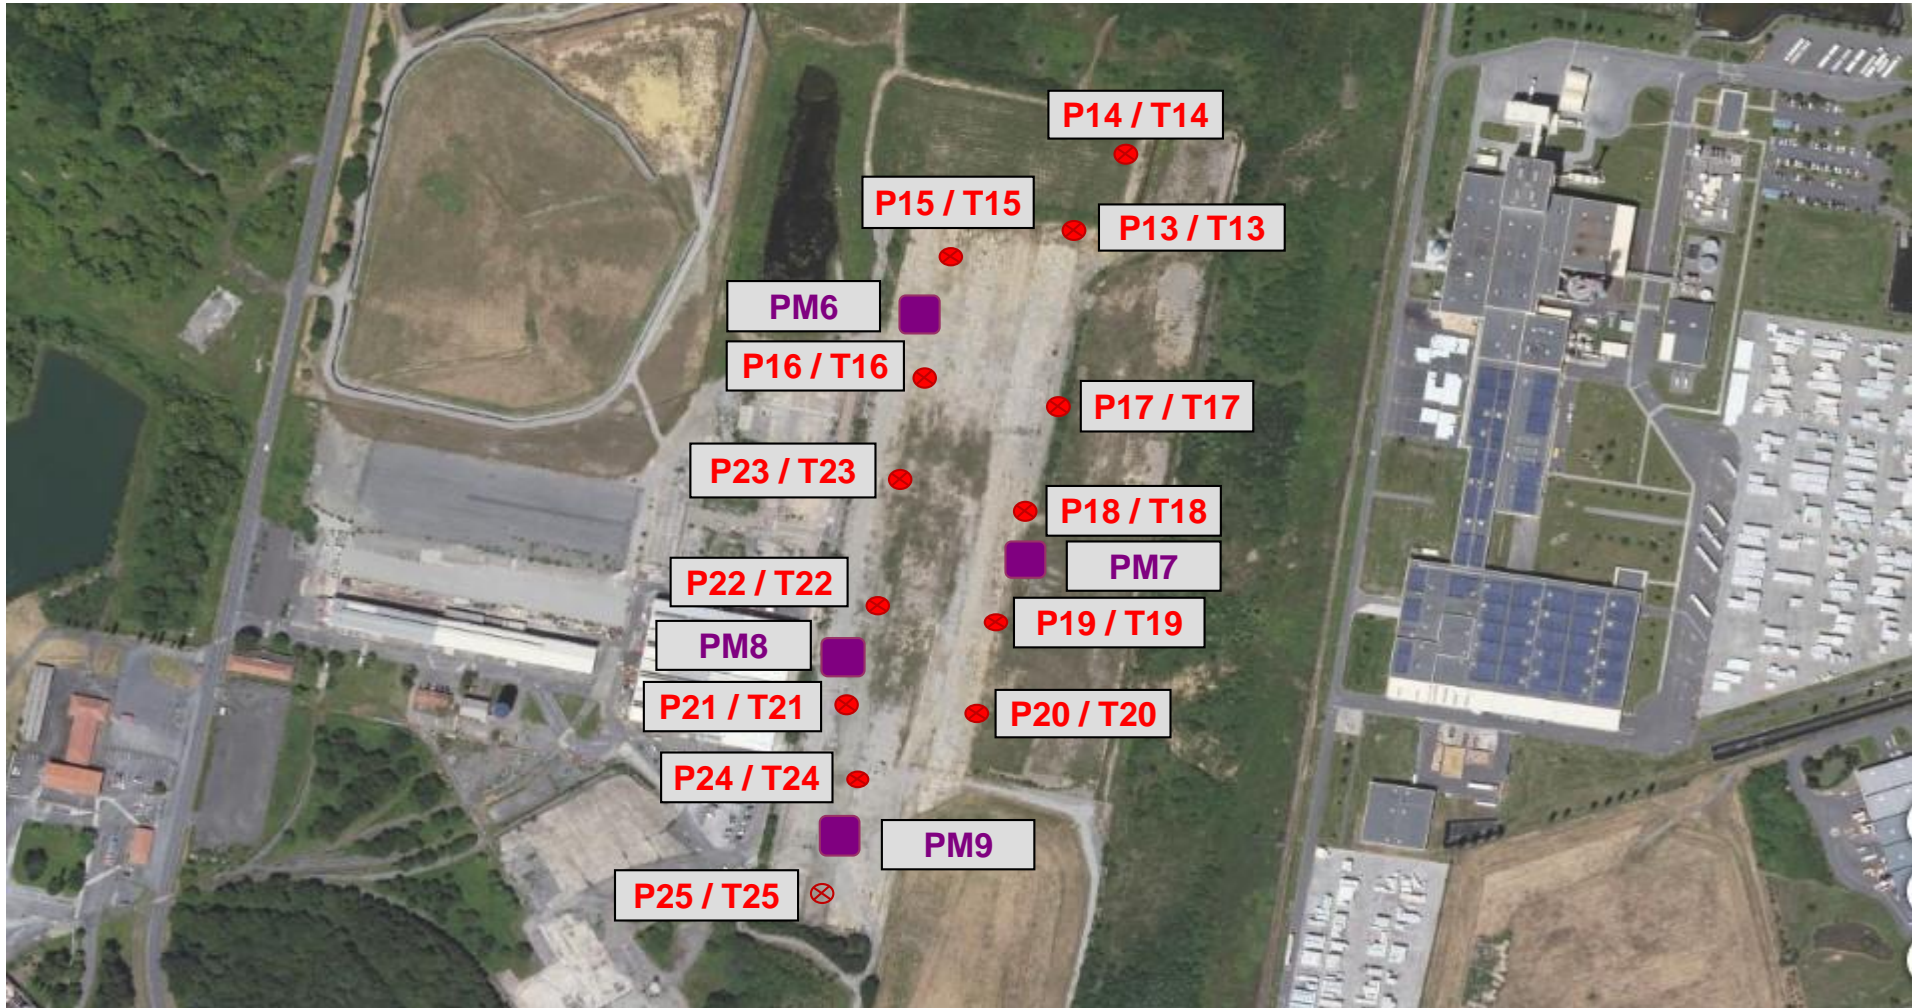 P14 / T14
P15 / T15
P13 / T13
PM6
P16 / T16
P17 / T17
P23 / T23
P18 / T18
PM7
P22 / T22
P19 / T19
PM8
P21 / T21
P20 / T20
P24 / T24
PM9
P25 / T25